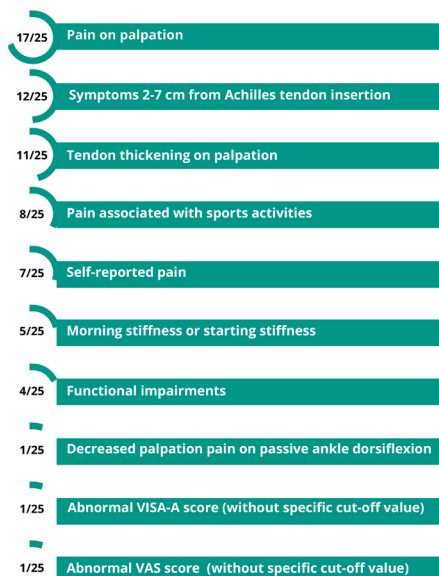 17/25 Pain on palpation
12/25 Symptoms 2-7 cm from Achilles tendon insertion
11/25 Tendon thickening on palpation
8/25 Pain associated with sports activities
7/25 Self-reported pain
5/25 Morning stiffness or starting stiffness
4/25 Functional impairments
1/25 Decreased palpation pain on passive ankle dorsiflexion
1/25 Abnormal VISA-A score (without specific cut-off value)
1/25 Abnormal VAS score (without specific cut-off value)